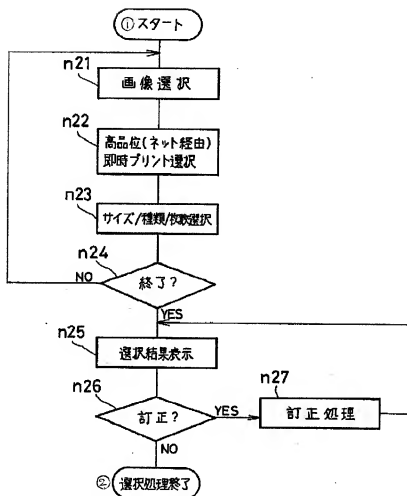 ①スタート
n21
画像選択
n22
高品位(ネット経由)
即時プリント選択
n23
サイズ/種類/枚数選択
n24
終了?
NO
YES
n25
選択結果表示
n26
訂正?
YES
n27
訂正処理
NO
②選択処理終了